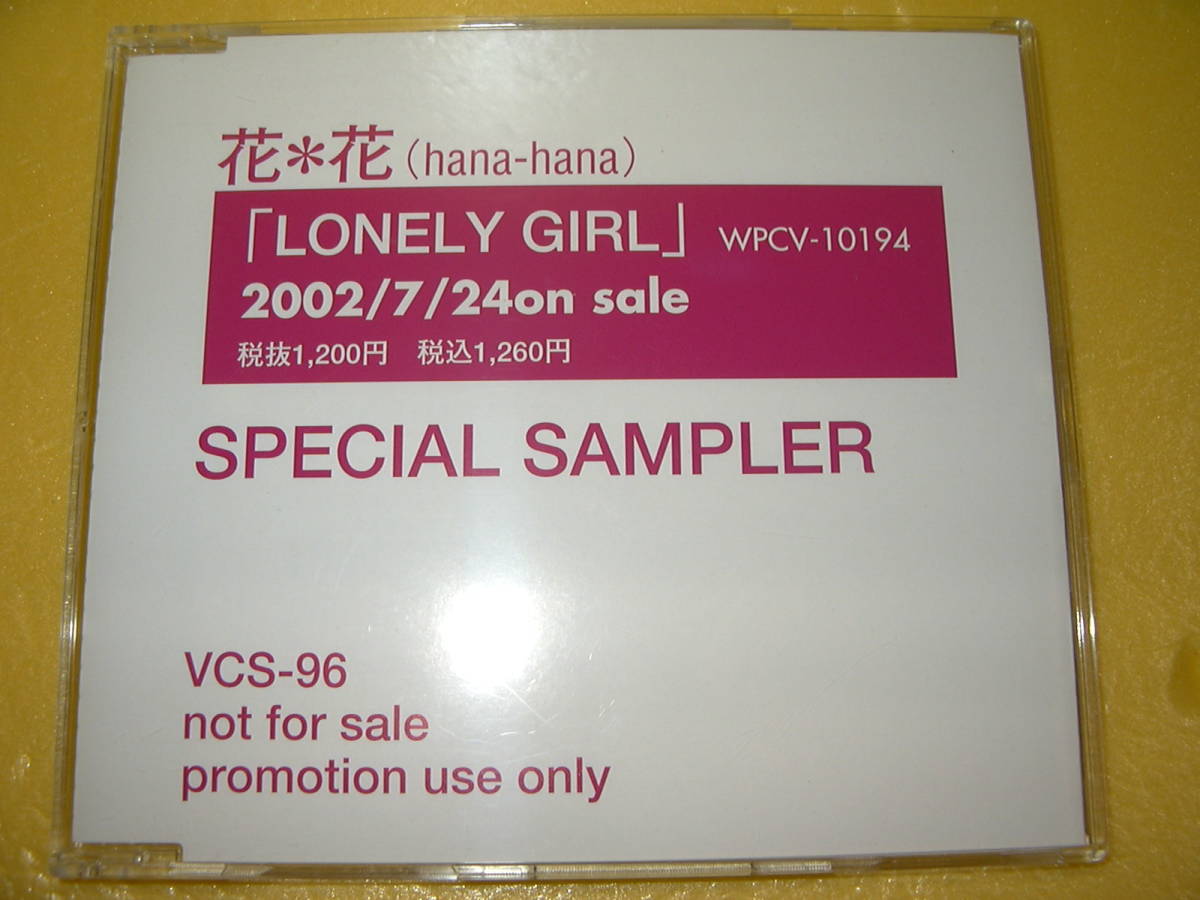 花*花(hana-hana)
「LONELY GIRL」 WPCV-10194
2002/7/24on sale
税抜1,200円 税込1,260円
SPECIAL SAMPLER
VCS-96
not for sale
promotion use only